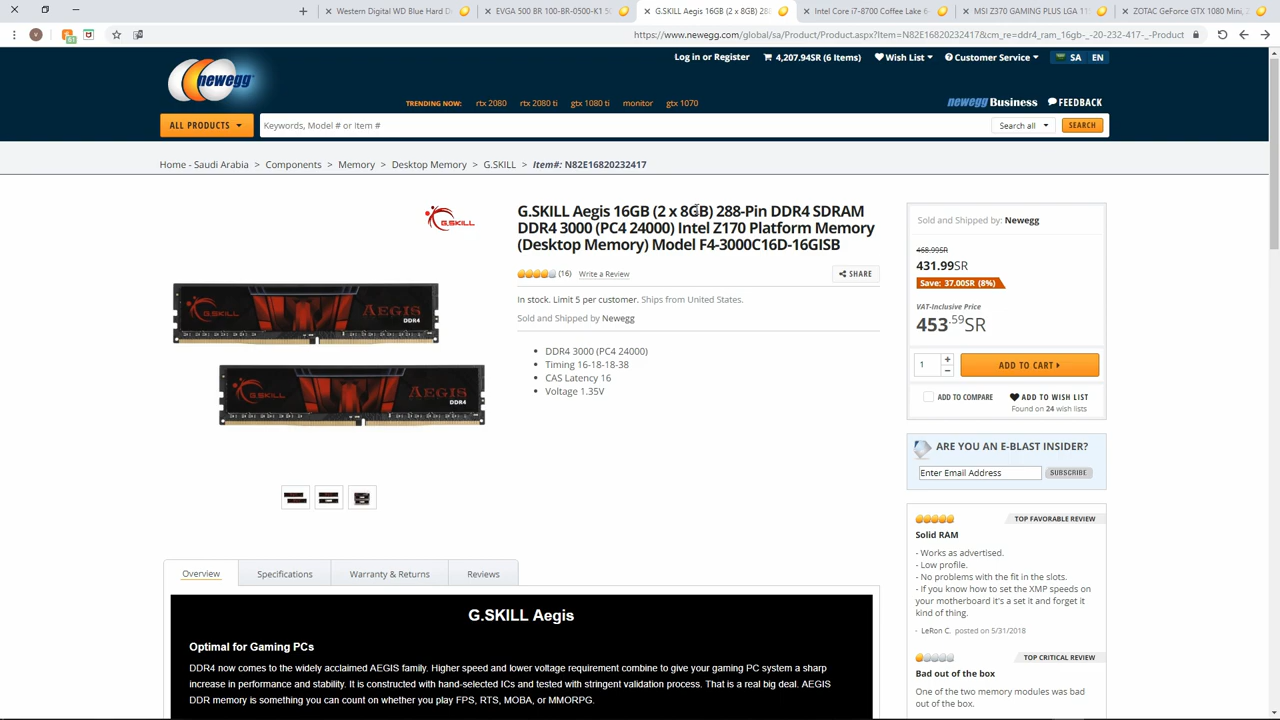 Western Digital WD Blue Hard D
EVGA 500 BR 100-BR-0500-K1 50
G.SKILL Aegis 16GB (2 x 8GB) 288
Intel Core i7-8700 Coffee Lake 6-
MSI Z370 GAMING PLUS LGA 11
ZOTAC GeForce GTX 1080 Mini, 2
V
61
https://www.newegg.com/global/sa/Product/Product.aspx?Item=N82E16820232417&cm_re=ddr4_ram_16gb-_-20-232-417-_-Product
newegg
Log in or Register
4,207.94SR (6 Items)
Wish List
Customer Service
SA
EN
TRENDING NOW: rtx 2080 rtx 2080 ti gtx 1080 ti monitor gtx 1070
newegg Business
FEEDBACK
ALL PRODUCTS
Keywords, Model # or Item #
Search all
SEARCH
Home - Saudi Arabia > Components > Memory > Desktop Memory > G.SKILL > Item#: N82E16820232417
G.SKILL
G.SKILL Aegis 16GB (2 x 8GB) 288-Pin DDR4 SDRAM
DDR4 3000 (PC4 24000) Intel Z170 Platform Memory
(Desktop Memory) Model F4-3000C16D-16GISB
(16) Write a Review
SHARE
In stock. Limit 5 per customer. Ships from United States.
Sold and Shipped by Newegg
DDR4 3000 (PC4 24000)
Timing 16-18-18-38
CAS Latency 16
Voltage 1.35V
G.SKILL
AEGIS
DDR4
G.SKILL
AEGIS
DDR4
Sold and Shipped by: Newegg
468.99SR
431.99SR
Save: 37.00SR (8%)
VAT-Inclusive Price
453.59SR
1
+
-
ADD TO CART
ADD TO COMPARE
ADD TO WISH LIST
Found on 24 wish lists
ARE YOU AN E-BLAST INSIDER?
Enter Email Address
SUBSCRIBE
TOP FAVORABLE REVIEW
Solid RAM
- Works as advertised.
- Low profile.
- No problems with the fit in the slots.
- If you know how to set the XMP speeds on
your motherboard it's a set it and forget it
kind of thing.
- LeRon C. posted on 5/31/2018
TOP CRITICAL REVIEW
Bad out of the box
One of the two memory modules was bad
out of the box.
Overview
Specifications
Warranty & Returns
Reviews
G.SKILL Aegis
Optimal for Gaming PCs
DDR4 now comes to the widely acclaimed AEGIS family. Higher speed and lower voltage requirement combine to give your gaming PC system a sharp
increase in performance and stability. It is constructed with hand-selected ICs and tested with stringent validation process. That is a real big deal. AEGIS
DDR memory is something you can count on whether you play FPS, RTS, MOBA, or MMORPG.